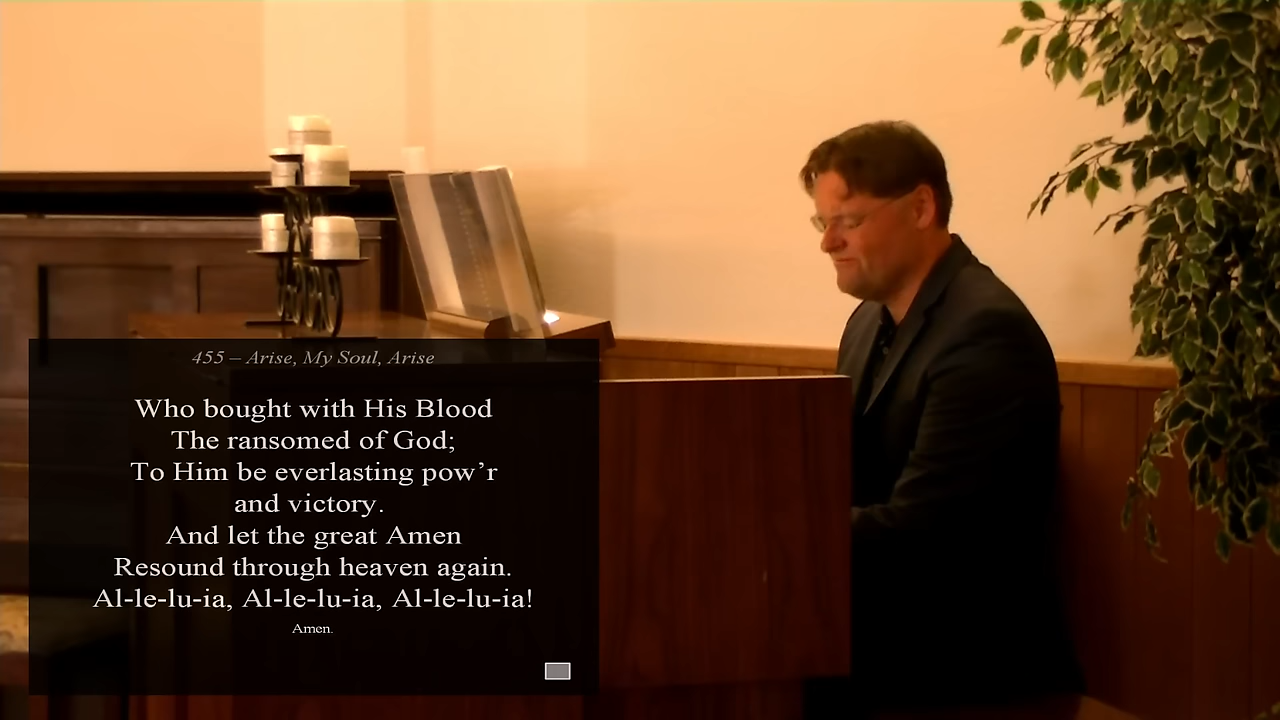 455 – Arise, My Soul, Arise
Who bought with His Blood
The ransomed of God;
To Him be everlasting pow’r
and victory.
And let the great Amen
Resound through heaven again.
Al-le-lu-ia, Al-le-lu-ia, Al-le-lu-ia!
Amen.